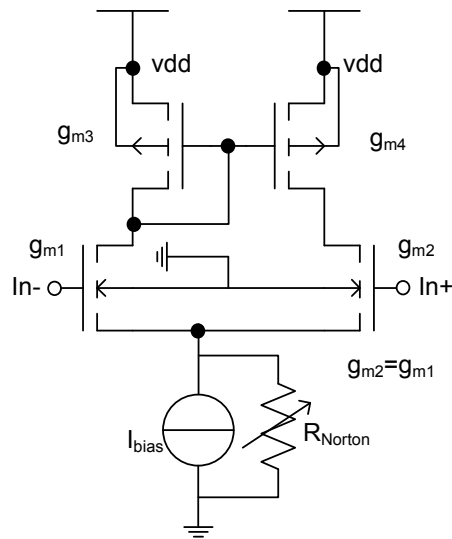 vdd
vdd
gm3
gm4
gm1
gm2
In-
In+
gm2=gm1
Ibias
RNorton